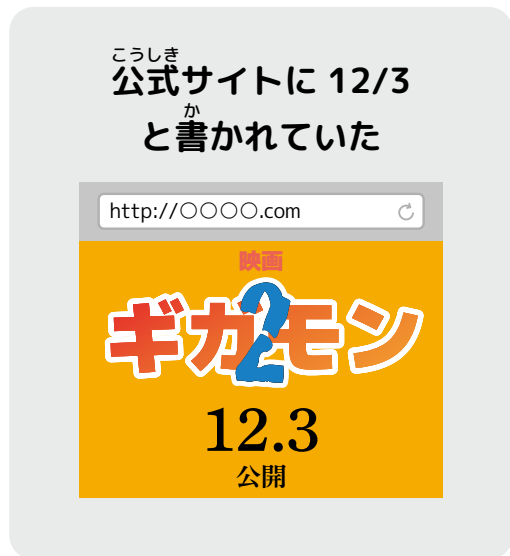 こうしき
公式サイトに 12/3
か
と書かれていた
http://○○○○.com
映画
ギガモン2
12.3
公開